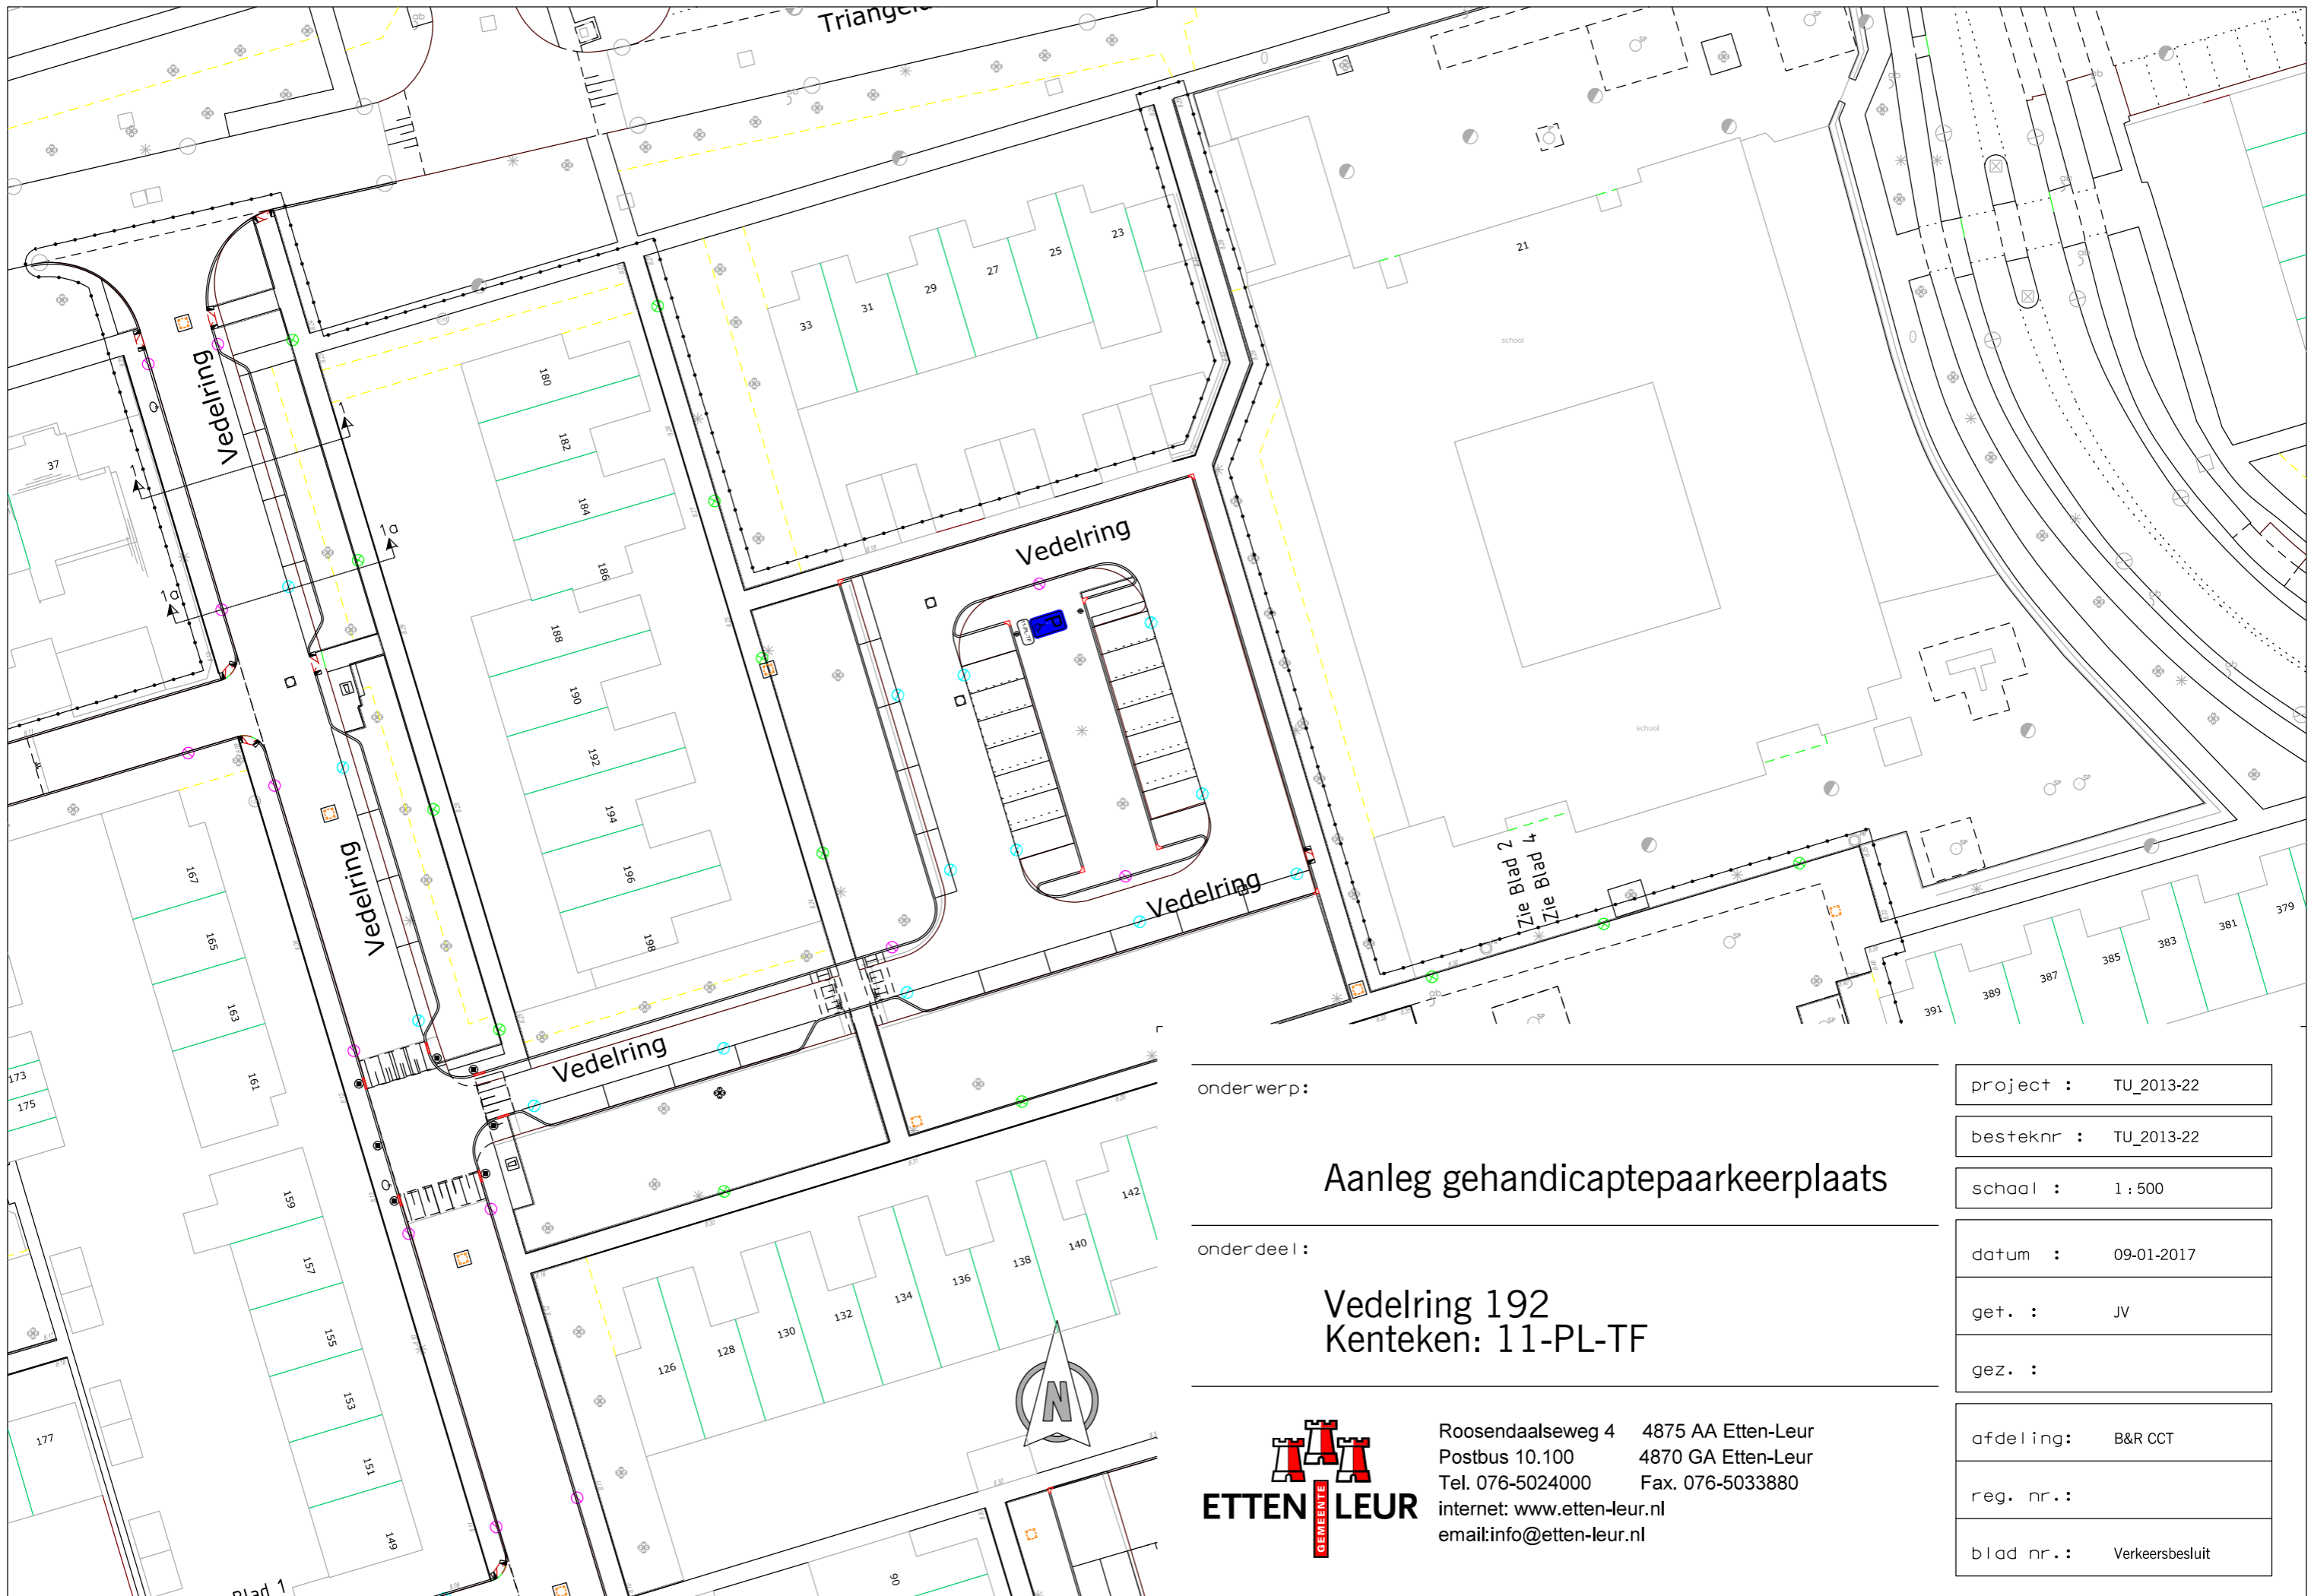 Vedelring
Vedelring
Vedelring
Vedelring
Vedelring
1
1
1a
1a
37
180
182
184
186
188
190
192
194
196
198
33
31
29
27
25
23
21
school
school
11-PL-TF
P
Zie Blad 2
Zie Blad 4
391
389
387
385
383
381
379
167
165
163
161
173
175
159
157
155
153
151
149
177
126
128
130
132
134
136
138
140
142
90
Blad 1
N
onderwerp:
Aanleg gehandicaptepaarkeerplaats
onderdeel:
Vedelring 192
Kenteken: 11-PL-TF
ETTEN LEUR
GEMEENTE
Roosendaalseweg 4 4875 AA Etten-Leur
Postbus 10.100 4870 GA Etten-Leur
Tel. 076-5024000 Fax. 076-5033880
internet: www.etten-leur.nl
email:info@etten-leur.nl
project : TU_2013-22
besteknr : TU_2013-22
schaal : 1 : 500
datum : 09-01-2017
get. : JV
gez. :
afdeling: B&R CCT
reg. nr.:
blad nr.: Verkeersbesluit